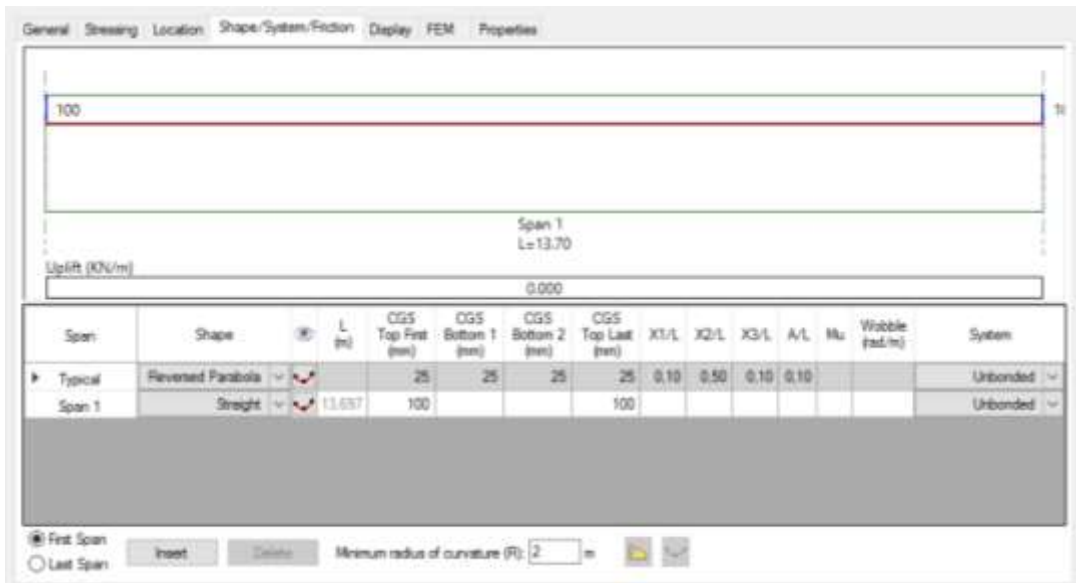 General Stressing Location Shape/System/Friction Display FEM Properties
100
Span 1
L=13.70
Uplift (KN/m)
0.000
Span Shape L (m) CGS Top First (mm) CGS Bottom 1 (mm) CGS Bottom 2 (mm) CGS Top Last (mm) X1/L X2/L X3/L A/L Mu Wobble (rad/m) System
Typical Reversed Parabola 25 25 25 25 0,10 0,50 0,10 0,10 Unbonded
Span 1 Straight 13.697 100 100 Unbonded
First Span
Insert Delete Minimum radius of curvature (R): 2 m
Last Span